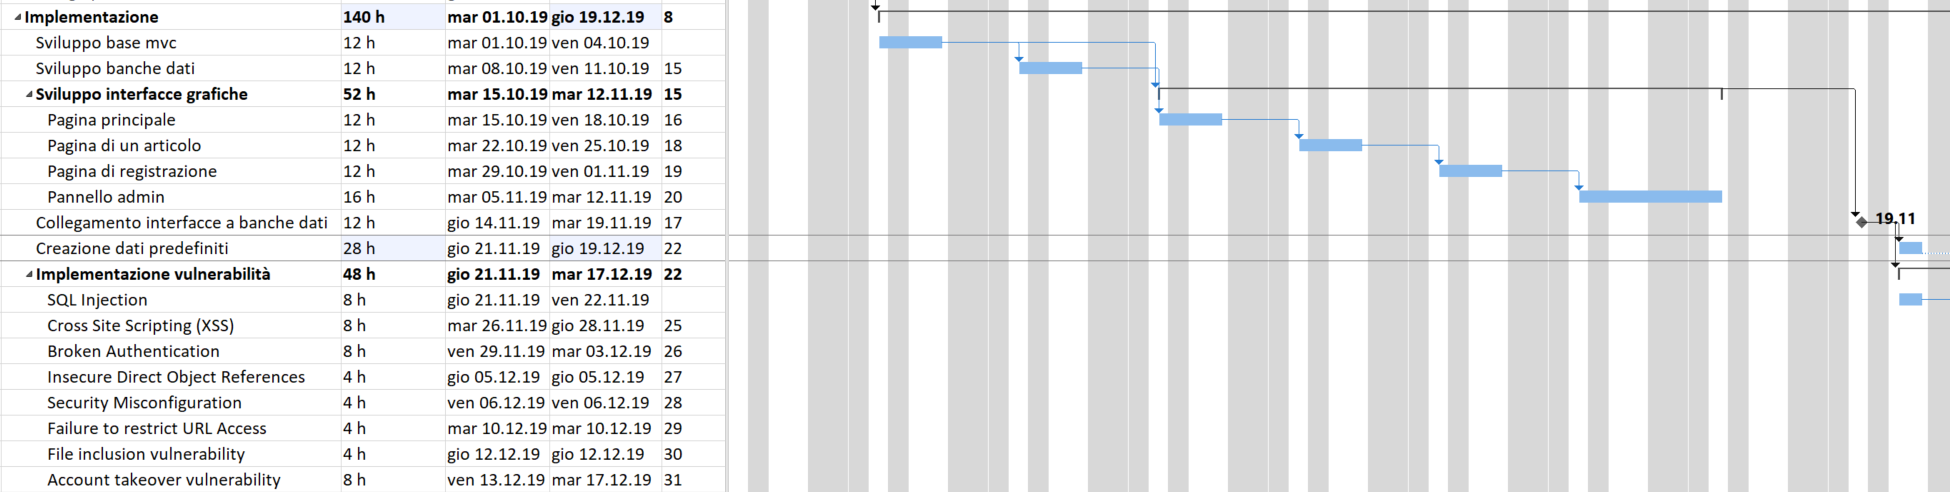 Implementazione 140 h mar 01.10.19 gio 19.12.19 8
Sviluppo base mvc 12 h mar 01.10.19 ven 04.10.19
Sviluppo banche dati 12 h mar 08.10.19 ven 11.10.19 15
Sviluppo interfacce grafiche 52 h mar 15.10.19 mar 12.11.19 15
Pagina principale 12 h mar 15.10.19 ven 18.10.19 16
Pagina di un articolo 12 h mar 22.10.19 ven 25.10.19 18
Pagina di registrazione 12 h mar 29.10.19 ven 01.11.19 19
Pannello admin 16 h mar 05.11.19 mar 12.11.19 20
Collegamento interfacce a banche dati 12 h gio 14.11.19 mar 19.11.19 17 19.11
Creazione dati predefiniti 28 h gio 21.11.19 gio 19.12.19 22
Implementazione vulnerabilità 48 h gio 21.11.19 mar 17.12.19 22
SQL Injection 8 h gio 21.11.19 ven 22.11.19
Cross Site Scripting (XSS) 8 h mar 26.11.19 gio 28.11.19 25
Broken Authentication 8 h ven 29.11.19 mar 03.12.19 26
Insecure Direct Object References 4 h gio 05.12.19 gio 05.12.19 27
Security Misconfiguration 4 h ven 06.12.19 ven 06.12.19 28
Failure to restrict URL Access 4 h mar 10.12.19 mar 10.12.19 29
File inclusion vulnerability 4 h gio 12.12.19 gio 12.12.19 30
Account takeover vulnerability 8 h ven 13.12.19 mar 17.12.19 31